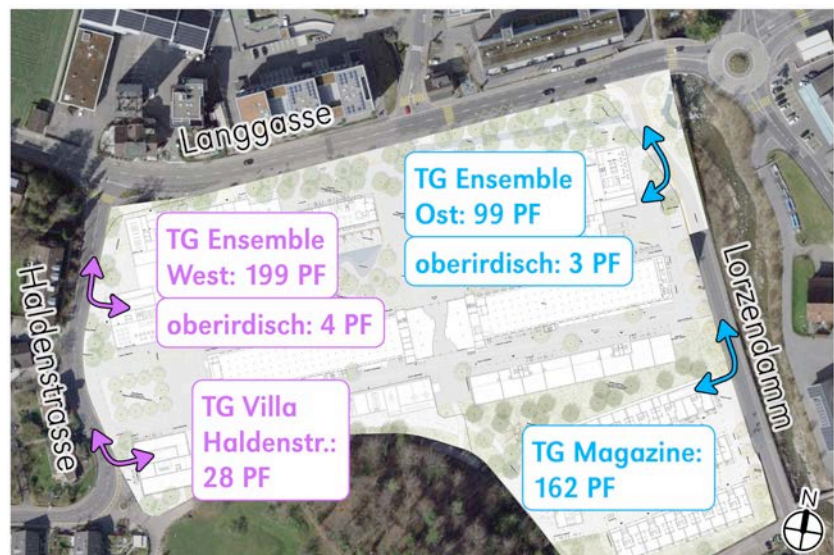 Langgasse
TG Ensemble
Ost: 99 PF
oberirdisch: 3 PF
TG Ensemble
West: 199 PF
oberirdisch: 4 PF
Haldenstrasse
Lorzendamm
TG Villa
Haldenstr.:
28 PF
TG Magazine:
162 PF
N